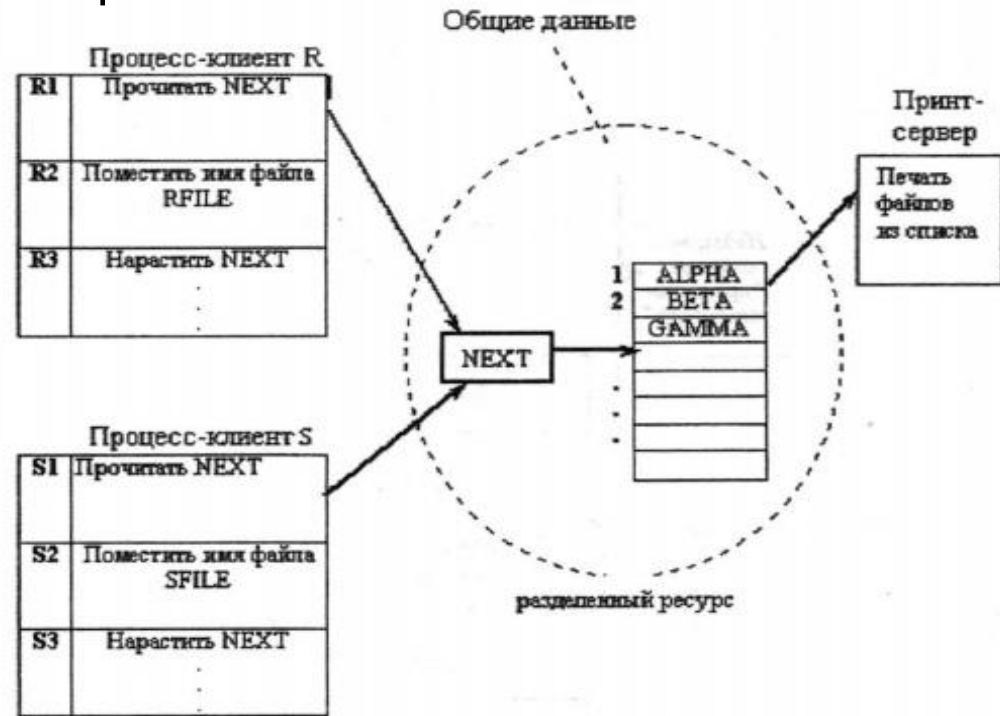 Общие данные
Процесс-клиент R
R1 Прочитать NEXT
R2 Поместить имя файла
RFILE
R3 Нарастить NEXT
Процесс-клиент S
S1 Прочитать NEXT
S2 Поместить имя файла
SFILE
S3 Нарастить NEXT
NEXT
1 ALPHA
2 BETA
GAMMA
разделенный ресурс
Принт-
сервер
Печать
файлов
из списка